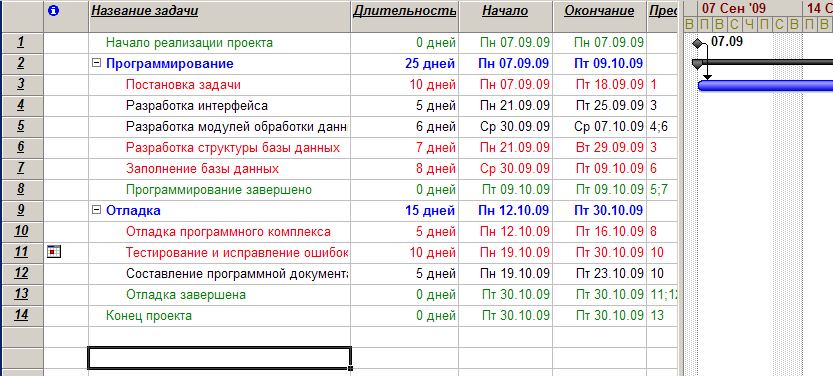 Название задачи Длительность Начало Окончание Прес 07 Сен '09 14 С
В П В С Ч П С В П В
1 Начало реализации проекта 0 дней Пн 07.09.09 Пн 07.09.09 07.09
2 Программирование 25 дней Пн 07.09.09 Пт 09.10.09
3 Постановка задачи 10 дней Пн 07.09.09 Пт 18.09.09 1
4 Разработка интерфейса 5 дней Пн 21.09.09 Пт 25.09.09 3
5 Разработка модулей обработки данн 6 дней Ср 30.09.09 Ср 07.10.09 4;6
6 Разработка структуры базы данных 7 дней Пн 21.09.09 Вт 29.09.09 3
7 Заполнение базы данных 8 дней Ср 30.09.09 Пт 09.10.09 6
8 Программирование завершено 0 дней Пт 09.10.09 Пт 09.10.09 5;7
9 Отладка 15 дней Пн 12.10.09 Пт 30.10.09
10 Отладка программного комплекса 5 дней Пн 12.10.09 Пт 16.10.09 8
11 Тестирование и исправление ошибок 10 дней Пн 19.10.09 Пт 30.10.09 10
12 Составление программной документа 5 дней Пн 19.10.09 Пт 23.10.09 10
13 Отладка завершена 0 дней Пт 30.10.09 Пт 30.10.09 11;12
14 Конец проекта 0 дней Пт 30.10.09 Пт 30.10.09 13